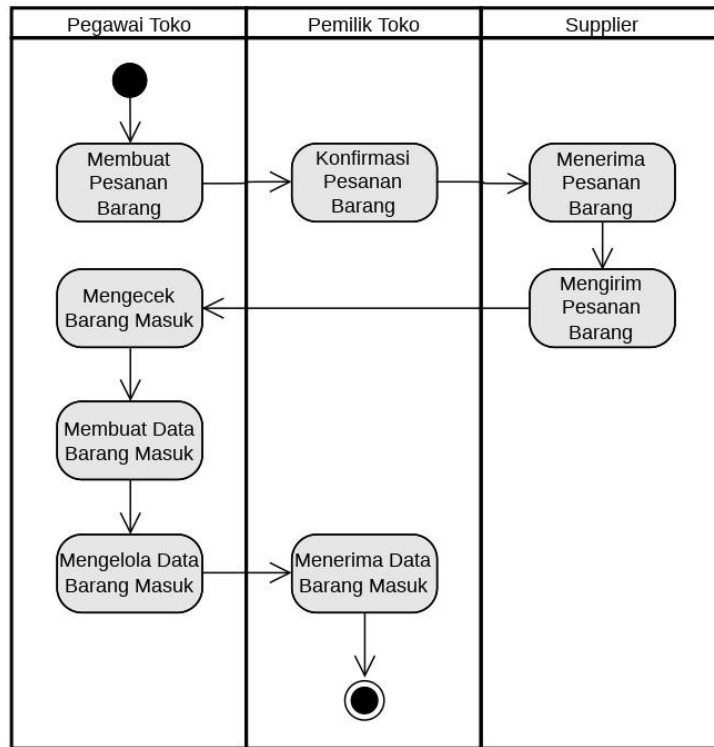 Pegawai Toko
Pemilik Toko
Supplier
Membuat
Pesanan
Barang
Konfirmasi
Pesanan
Barang
Menerima
Pesanan
Barang
Mengecek
Barang Masuk
Mengirim
Pesanan
Barang
Membuat Data
Barang Masuk
Mengelola Data
Barang Masuk
Menerima Data
Barang Masuk